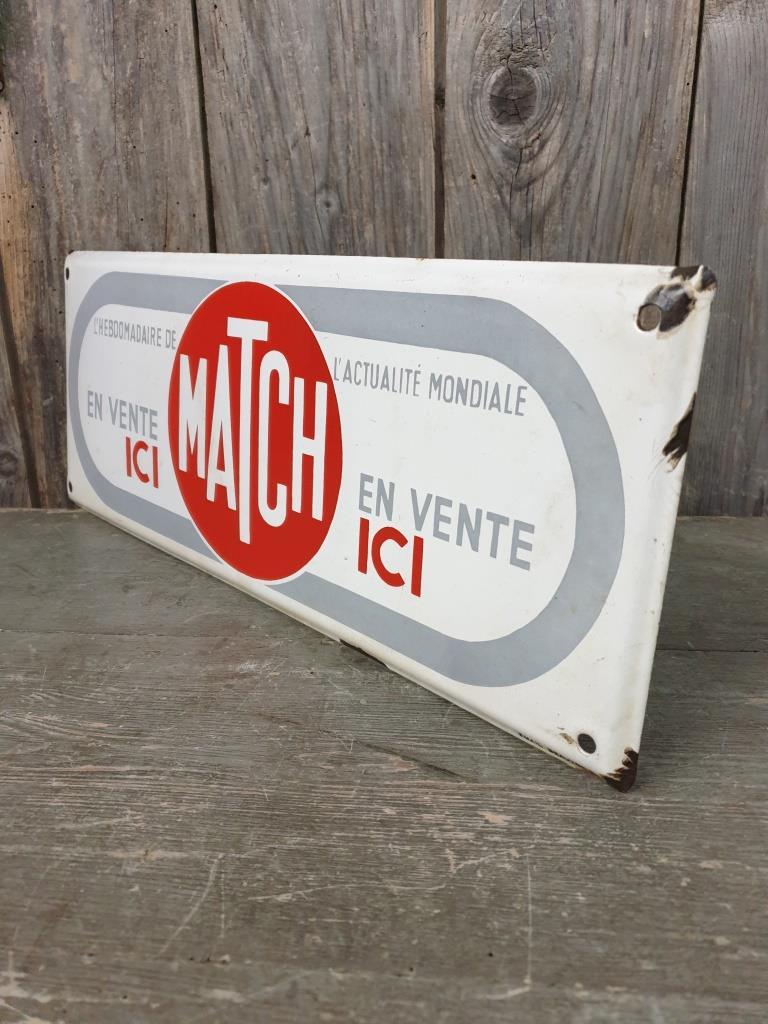 L'HEBDOMADAIRE DE
L'ACTUALITÉ MONDIALE
MATCH
EN VENTE
ICI
EN VENTE
ICI